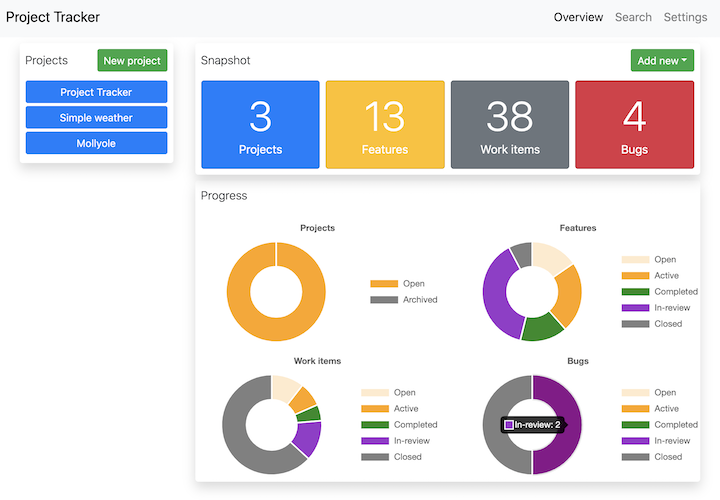 Project Tracker
Overview Search Settings
Projects
New project
Project Tracker
Simple weather
Mollyole
Snapshot
Add new
3
Projects
13
Features
38
Work items
4
Bugs
Progress
Projects
Open
Archived
Features
Open
Active
Completed
In-review
Closed
Work items
Open
Active
Completed
In-review
Closed
Bugs
In-review: 2
Open
Active
Completed
In-review
Closed